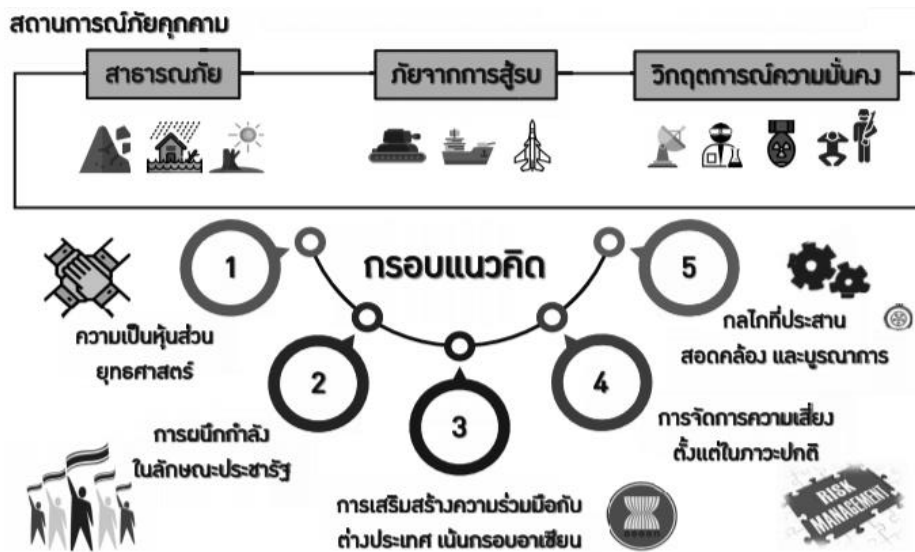 สถานการณ์ภัยคุกคาม
สาธารณภัย
ภัยจากการสู้รบ
วิกฤตการณ์ความมั่นคง
กรอบแนวคิด
1
ความเป็นหุ้นส่วน
ยุทธศาสตร์
2
การผนึกกำลัง
ในลักษณะประชารัฐ
3
การเสริมสร้างความร่วมมือกับ
ต่างประเทศ เน้นกรอบอาเซียน
4
การจัดการความเสี่ยง
ตั้งแต่ในภาวะปกติ
RISK
MANAGEMENT
5
กลไกที่ประสาน
สอดคล้อง และบูรณาการ